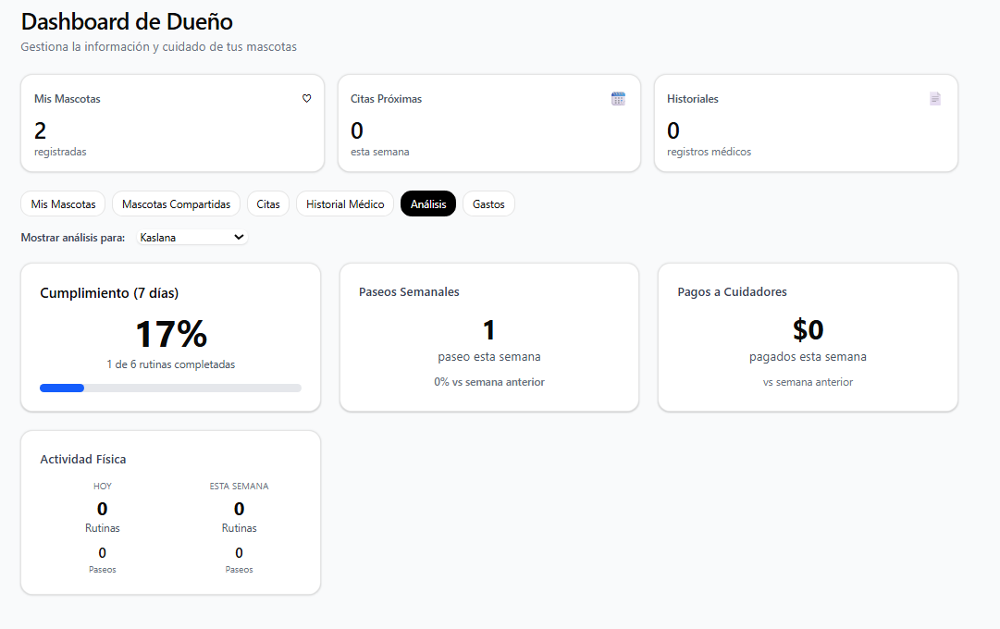 Dashboard de Dueño
Gestiona la información y cuidado de tus mascotas
Mis Mascotas
2
registradas
Citas Próximas
0
esta semana
Historiales
0
registros médicos
Mis Mascotas
Mascotas Compartidas
Citas
Historial Médico
Análisis
Gastos
Mostrar análisis para: Kaslana
Cumplimiento (7 días)
17%
1 de 6 rutinas completadas
Paseos Semanales
1
paseo esta semana
0% vs semana anterior
Pagos a Cuidadores
$0
pagados esta semana
vs semana anterior
Actividad Física
HOY
0
Rutinas
0
Paseos
ESTA SEMANA
0
Rutinas
0
Paseos